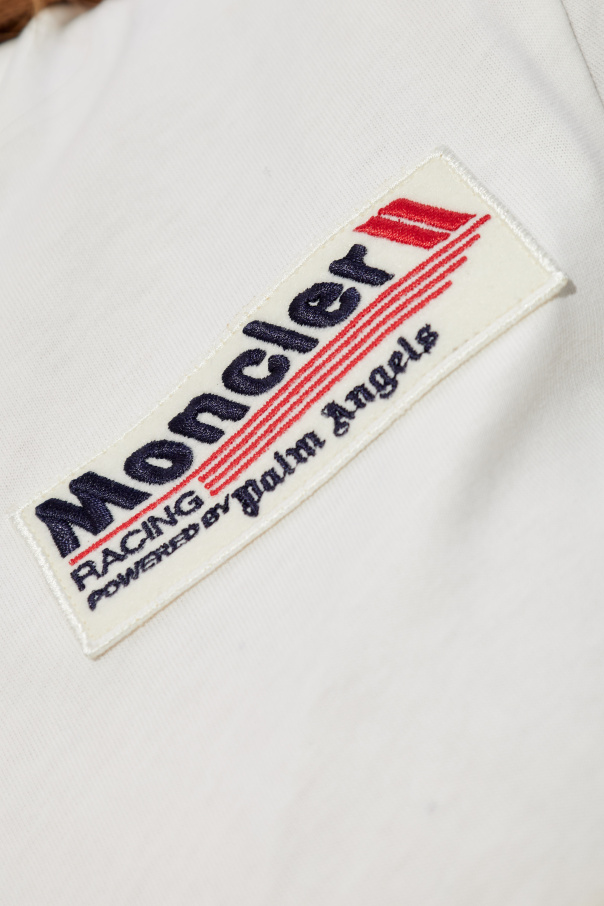 Moncler
RACING
POWERED BY Palm Angels